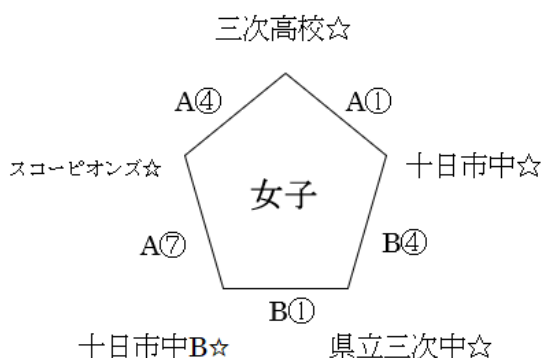 三次高校☆
A④ A①
スコーピオンズ☆ 女子 十日市中☆
A⑦ B④
B①
十日市中B☆ 県立三次中☆